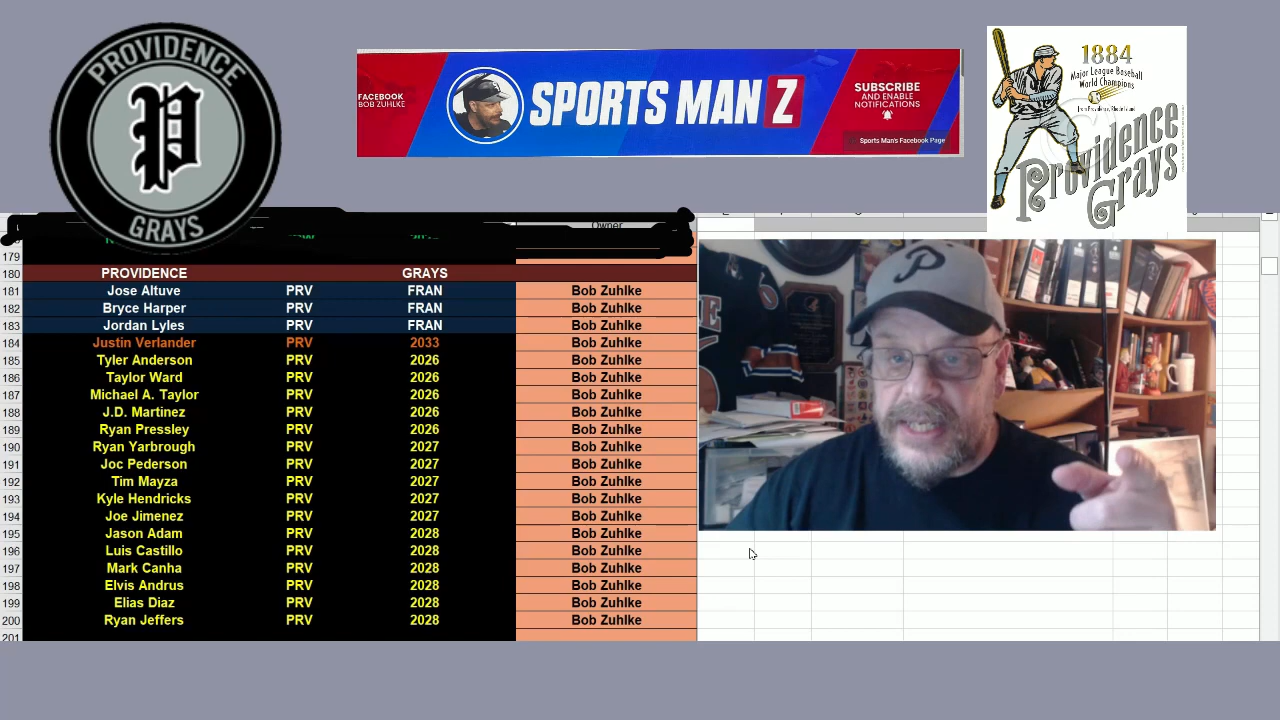 PROVIDENCE
P
GRAYS
FACEBOOK
BOB ZUHLKE
SPORTS MAN Z
SUBSCRIBE
AND ENABLE
NOTIFICATIONS
Sports Man's Facebook Page
1884
Major League Baseball
World Champions
from Providence, Rhode Island
Providence
Grays
Owner
179
180 PROVIDENCE GRAYS
181 Jose Altuve PRV FRAN Bob Zuhlke
182 Bryce Harper PRV FRAN Bob Zuhlke
183 Jordan Lyles PRV FRAN Bob Zuhlke
184 Justin Verlander PRV 2033 Bob Zuhlke
185 Tyler Anderson PRV 2026 Bob Zuhlke
186 Taylor Ward PRV 2026 Bob Zuhlke
187 Michael A. Taylor PRV 2026 Bob Zuhlke
188 J.D. Martinez PRV 2026 Bob Zuhlke
189 Ryan Pressley PRV 2026 Bob Zuhlke
190 Ryan Yarbrough PRV 2027 Bob Zuhlke
191 Joc Pederson PRV 2027 Bob Zuhlke
192 Tim Mayza PRV 2027 Bob Zuhlke
193 Kyle Hendricks PRV 2027 Bob Zuhlke
194 Joe Jimenez PRV 2027 Bob Zuhlke
195 Jason Adam PRV 2028 Bob Zuhlke
196 Luis Castillo PRV 2028 Bob Zuhlke
197 Mark Canha PRV 2028 Bob Zuhlke
198 Elvis Andrus PRV 2028 Bob Zuhlke
199 Elias Diaz PRV 2028 Bob Zuhlke
200 Ryan Jeffers PRV 2028 Bob Zuhlke
201
P